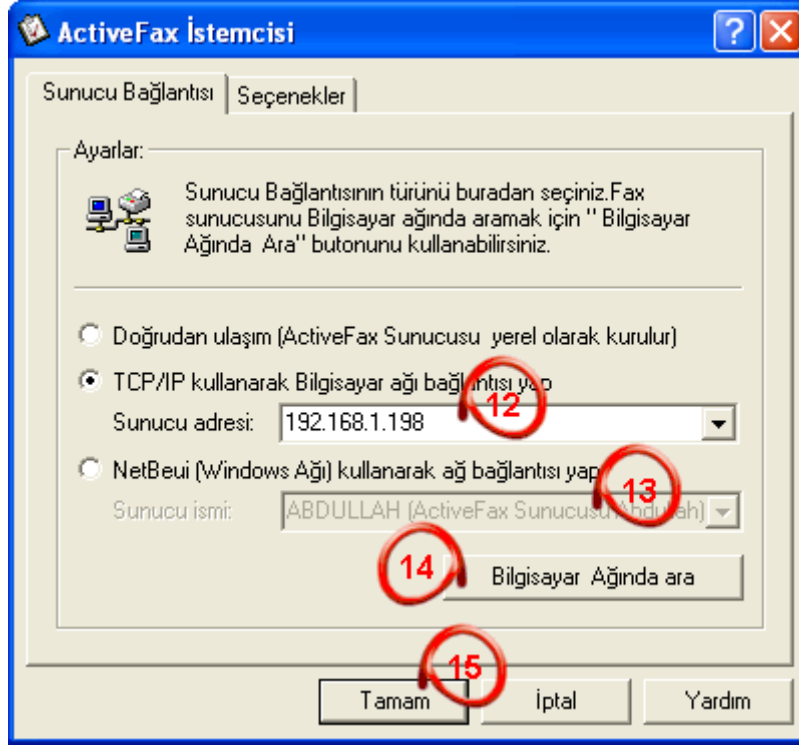 ActiveFax İstemcisi
Sunucu Bağlantısı
Seçenekler
Ayarlar:
Sunucu Bağlantısının türünü buradan seçiniz.Fax
sunucusunu Bilgisayar ağında aramak için " Bilgisayar
Ağında Ara" butonunu kullanabilirsiniz.
Doğrudan ulaşım (ActiveFax Sunucusu yerel olarak kurulur)
TCP/IP kullanarak Bilgisayar ağı bağlantısı yap
12
Sunucu adresi: 192.168.1.198
NetBeui (Windows Ağı) kullanarak ağ bağlantısı yap
13
Sunucu ismi: ABDULLAH (ActiveFax Sunucusu Abdullah)
14
Bilgisayar Ağında ara
15
Tamam
İptal
Yardım